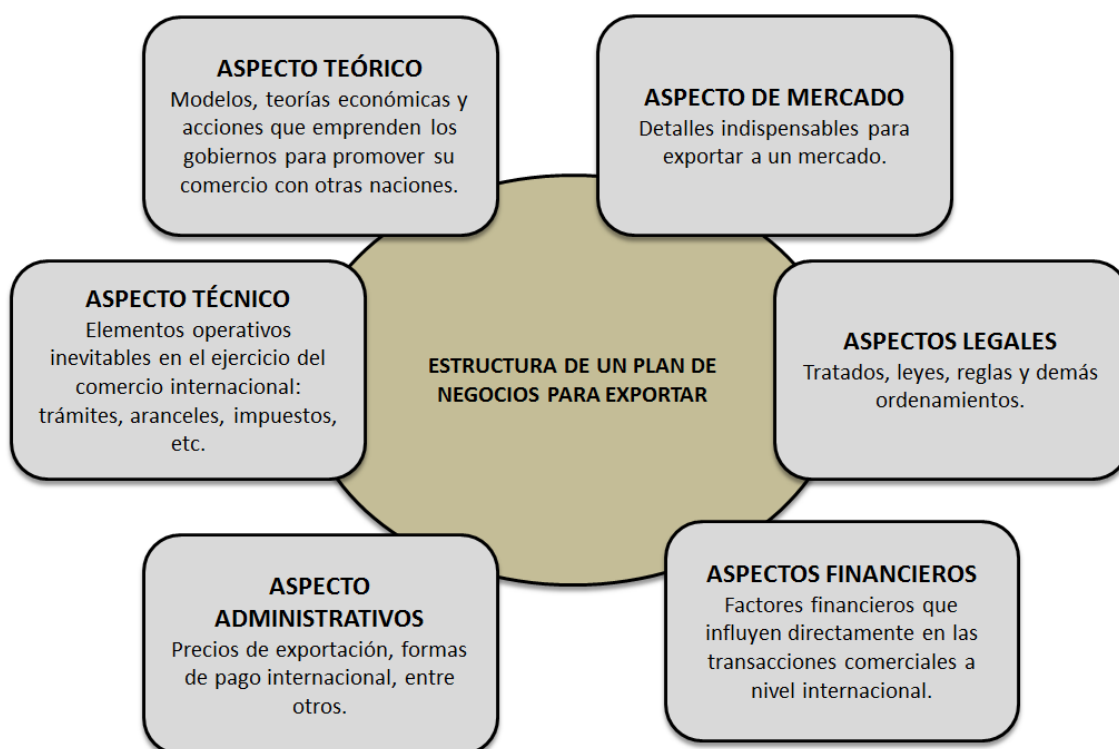 ASPECTO TEÓRICO
Modelos, teorías económicas y
acciones que emprenden los
gobiernos para promover su
comercio con otras naciones.
ASPECTO DE MERCADO
Detalles indispensables para
exportar a un mercado.
ASPECTO TÉCNICO
Elementos operativos
inevitables en el ejercicio del
comercio internacional:
trámites, aranceles, impuestos,
etc.
ESTRUCTURA DE UN PLAN DE
NEGOCIOS PARA EXPORTAR
ASPECTOS LEGALES
Tratados, leyes, reglas y demás
ordenamientos.
ASPECTO
ADMINISTRATIVOS
Precios de exportación, formas
de pago internacional, entre
otros.
ASPECTOS FINANCIEROS
Factores financieros que
influyen directamente en las
transacciones comerciales a
nivel internacional.